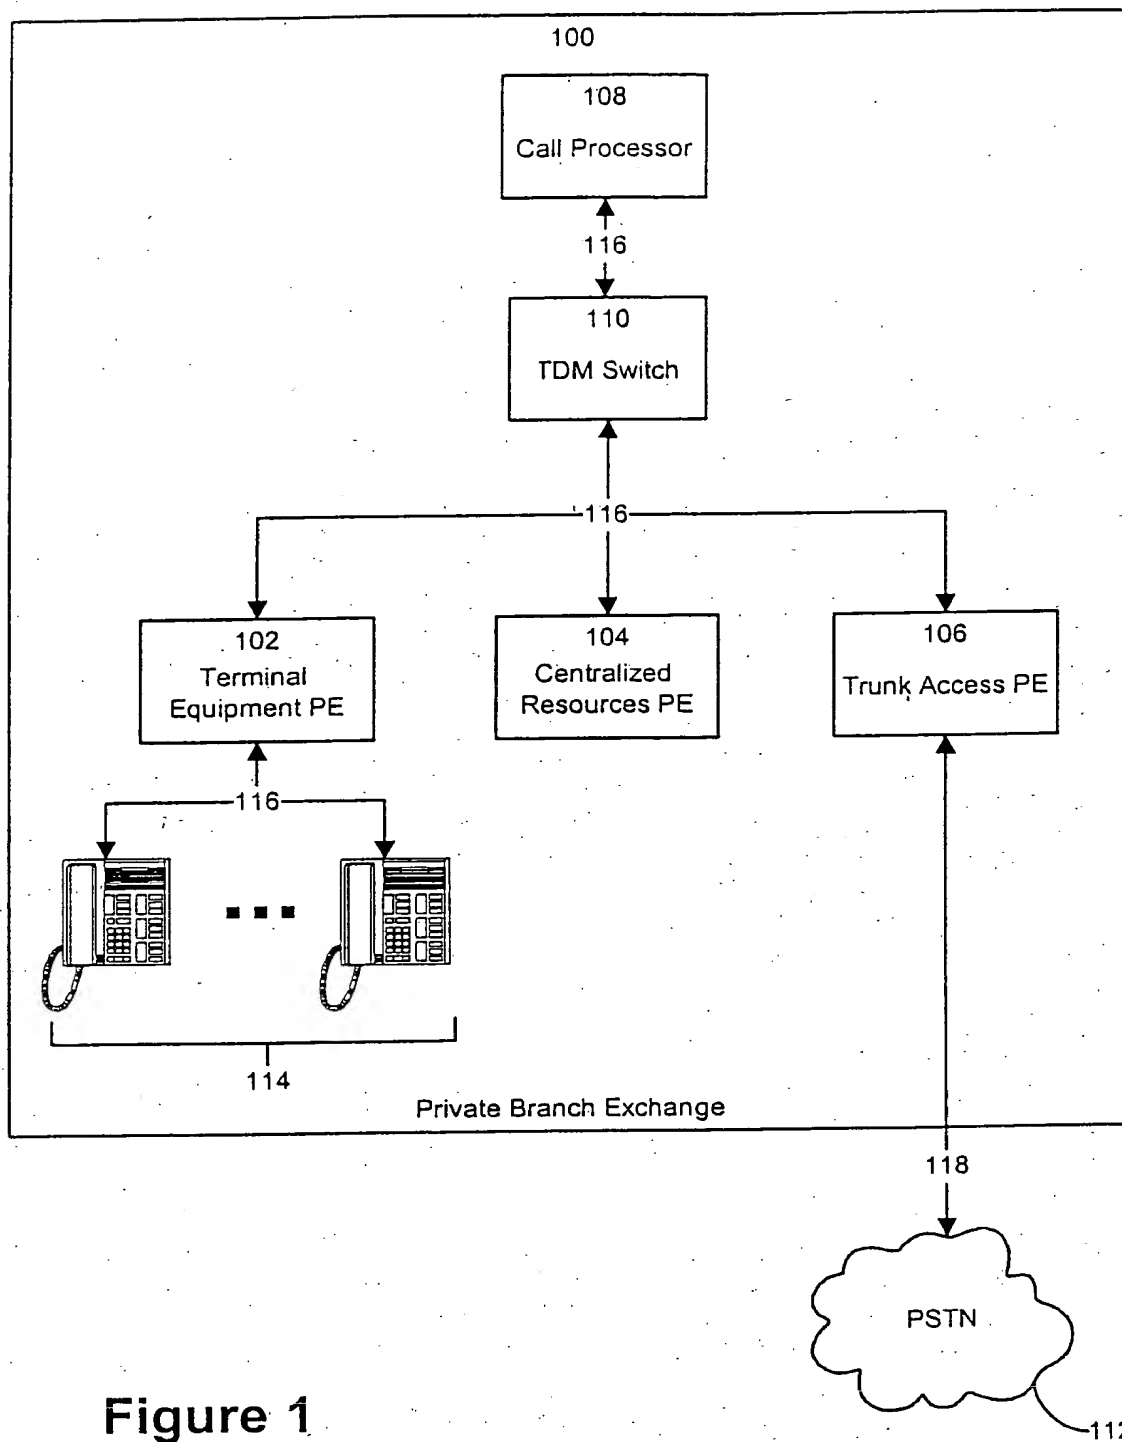 100
108
Call Processor
116
110
TDM Switch
116
102
Terminal
Equipment PE
104
Centralized
Resources PE
106
Trunk Access PE
116
114
Private Branch Exchange
118
PSTN
112
Figure 1